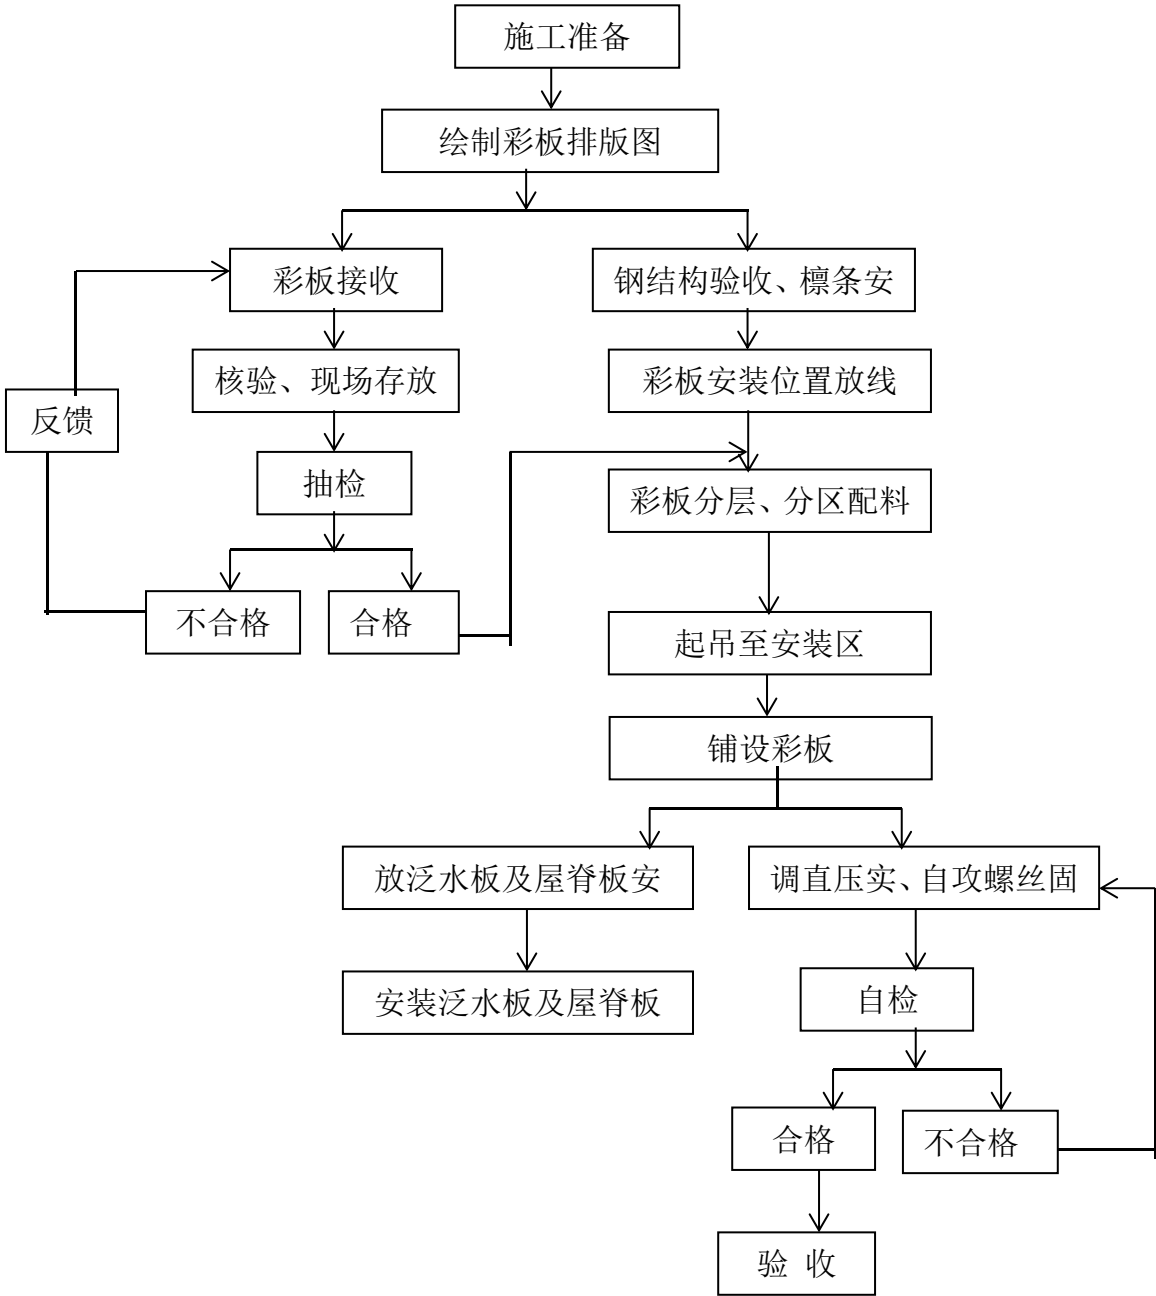 施工准备
绘制彩板排版图
彩板接收
钢结构验收、檩条安
核验、现场存放
彩板安装位置放线
反馈
抽检
彩板分层、分区配料
不合格
合格
起吊至安装区
铺设彩板
放泛水板及屋脊板安
调直压实、自攻螺丝固
安装泛水板及屋脊板
自检
合格
不合格
验 收